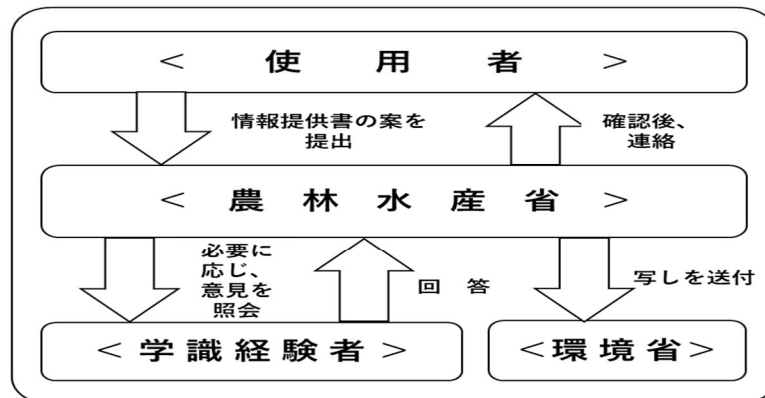 ＜ 使 用 者 ＞
情報提供書の案を
提出
確認後、
連絡
＜ 農 林 水 産 省 ＞
必要に
応じ、
意見を
照会
回 答
写しを送付
＜ 学 識 経 験 者 ＞
＜ 環 境 省 ＞